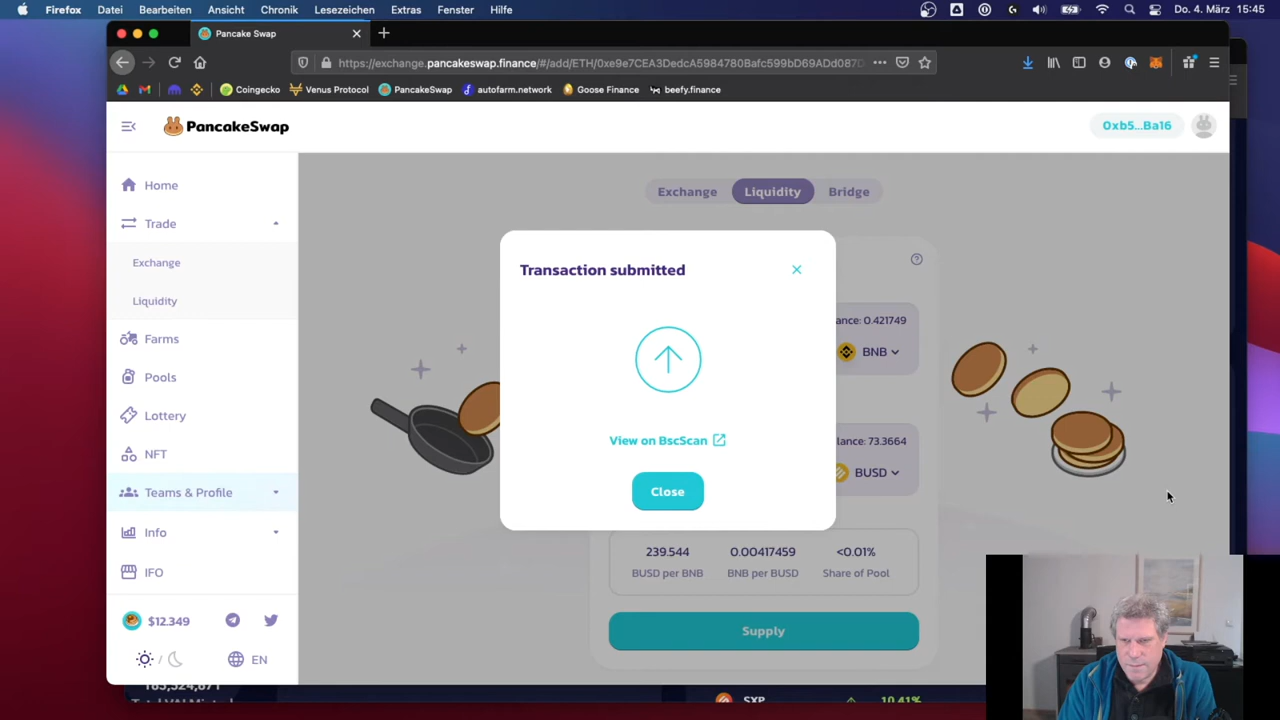 Firefox Datei Bearbeiten Ansicht Chronik Lesezeichen Extras Fenster Hilfe Do. 4. März 15:45
Pancake Swap
https://exchange.pancakeswap.finance/#/add/ETH/0xe9e7CEA3DedcA5984780Bafc599bD69ADd087D
Coingecko Venus Protocol PancakeSwap autofarm.network Goose Finance beefy.finance
PancakeSwap 0xb5...Ba16
Home
Trade
Exchange
Liquidity
Farms
Pools
Lottery
NFT
Teams & Profile
Info
IFO
$12.349
/ EN
Exchange Liquidity Bridge
Transaction submitted
ance: 0.421749
BNB
View on BscScan
lance: 73.3664
BUSD
Close
239.544 0.00417459 <0.01%
BUSD per BNB BNB per BUSD Share of Pool
Supply
SXP 10.41%